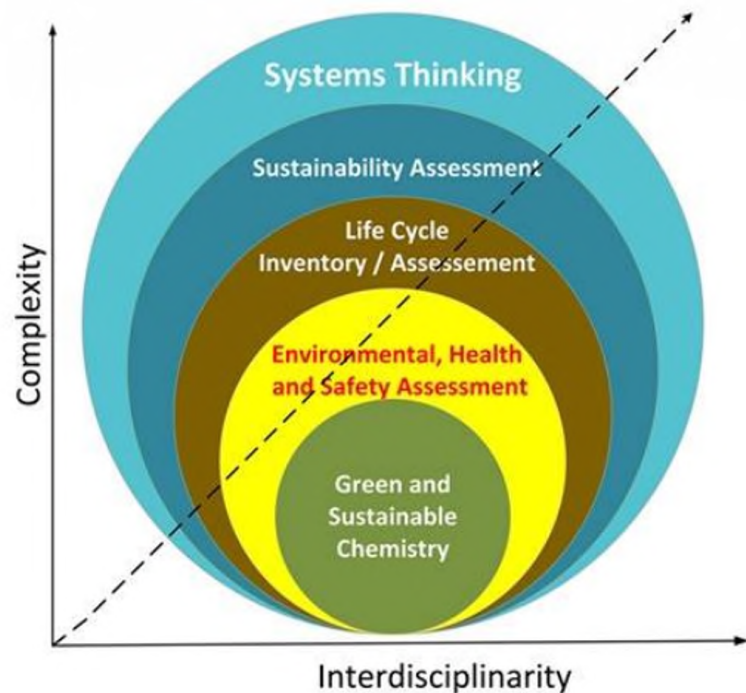 Systems Thinking
Sustainability Assessment
Life Cycle
Inventory / Assessement
Environmental, Health
and Safety Assessment
Green and
Sustainable
Chemistry
Complexity
Interdisciplinarity